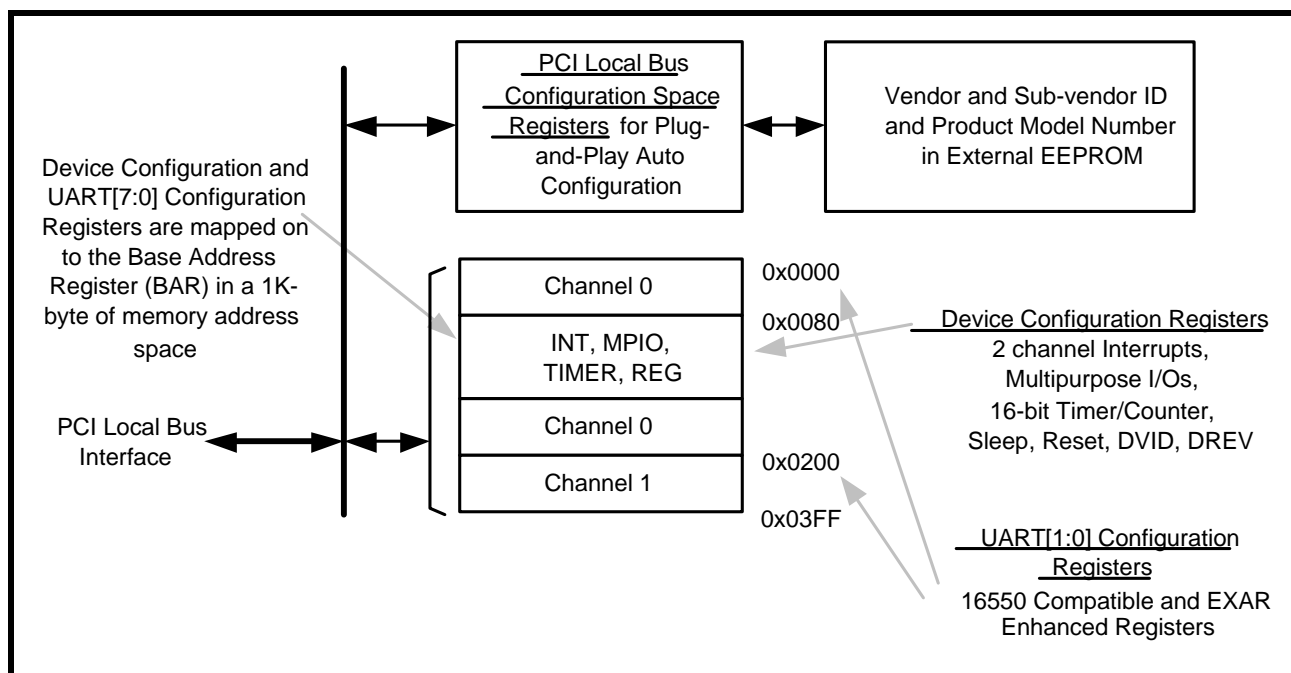 PCI Local Bus
Configuration Space
Registers for Plug-
and-Play Auto
Configuration
Vendor and Sub-vendor ID
and Product Model Number
in External EEPROM
Device Configuration and
UART[7:0] Configuration
Registers are mapped on
to the Base Address
Register (BAR) in a 1K-
byte of memory address
space
PCI Local Bus
Interface
Channel 0
INT, MPIO,
TIMER, REG
Channel 0
Channel 1
0x0000
0x0080
0x0200
0x03FF
Device Configuration Registers
2 channel Interrupts,
Multipurpose I/Os,
16-bit Timer/Counter,
Sleep, Reset, DVID, DREV
UART[1:0] Configuration
Registers
16550 Compatible and EXAR
Enhanced Registers